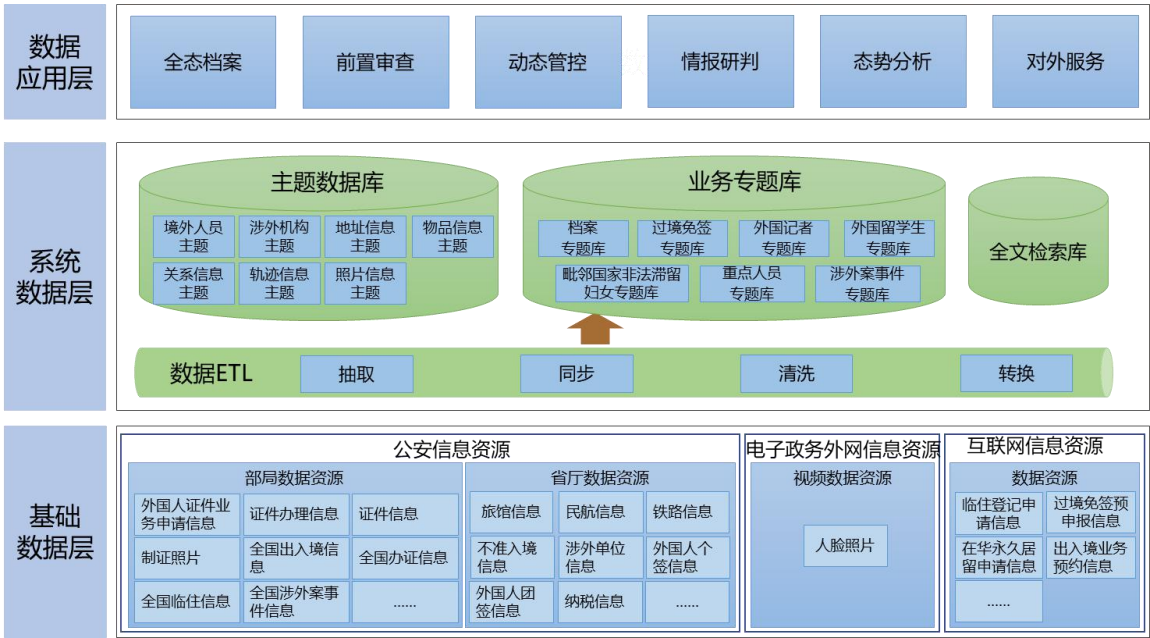 数据
应用层
全态档案
前置审查
动态管控
情报研判
态势分析
对外服务
系统
数据层
主题数据库
境外人员
主题
涉外机构
主题
地址信息
主题
物品信息
主题
关系信息
主题
轨迹信息
主题
照片信息
主题
业务专题库
档案
专题库
过境免签
专题库
外国记者
专题库
外国留学生
专题库
毗邻国家非法滞留
妇女专题库
重点人员
专题库
涉外案事件
专题库
全文检索库
数据ETL
抽取
同步
清洗
转换
基础
数据层
公安信息资源
部局数据资源
外国人证件业
务申请信息
证件办理信息
证件信息
制证照片
全国出入境信
息
全国办证信息
全国临住信息
全国涉外案事
件信息
......
省厅数据资源
旅馆信息
民航信息
铁路信息
不准入境
信息
涉外单位
信息
外国人个
签信息
外国人团
签信息
纳税信息
......
电子政务外网信息资源
视频数据资源
人脸照片
互联网信息资源
数据资源
临住登记申
请信息
过境免签预
申报信息
在华永久居
留申请信息
出入境业务
预约信息
......